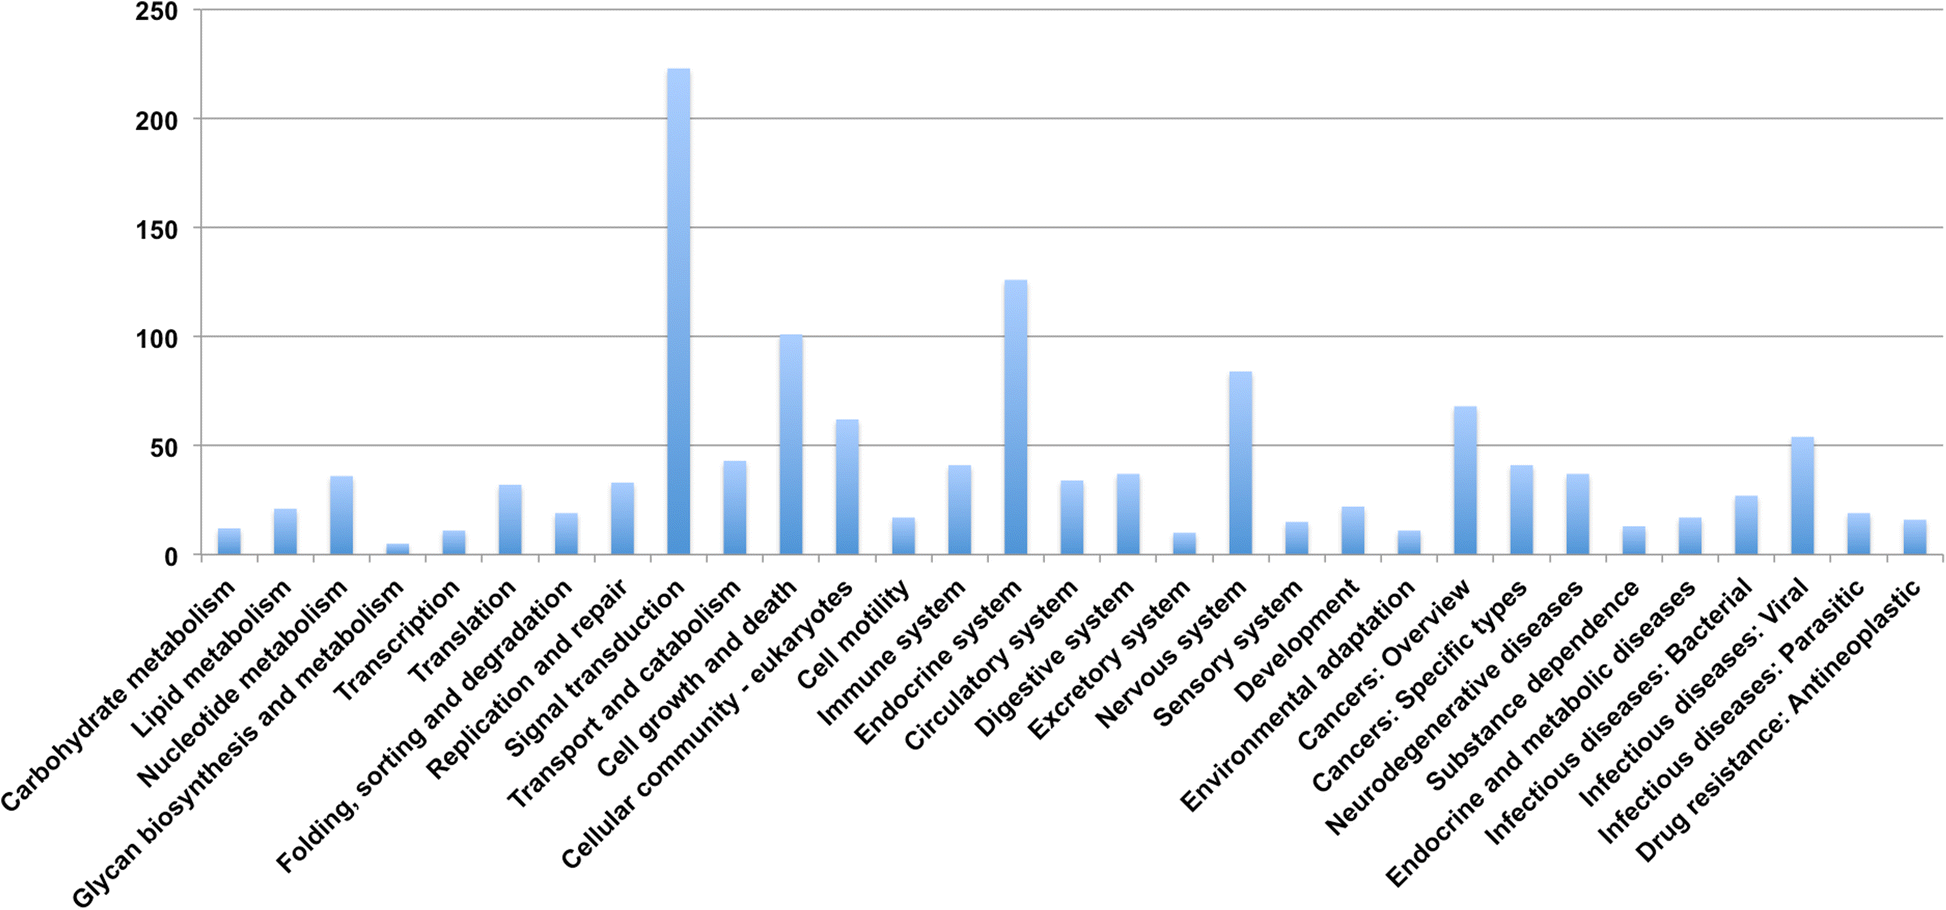 250
200
150
100
50
0
Carbohydrate metabolism
Lipid metabolism
Nucleotide metabolism
Glycan biosynthesis and metabolism
Transcription
Translation
Folding, sorting and degradation
Replication and repair
Signal transduction
Transport and catabolism
Cell growth and death
Cellular community - eukaryotes
Cell motility
Immune system
Endocrine system
Circulatory system
Digestive system
Excretory system
Nervous system
Sensory system
Development
Environmental adaptation
Cancers: Overview
Cancers: Specific types
Neurodegenerative diseases
Substance dependence
Endocrine and metabolic diseases
Infectious diseases: Bacterial
Infectious diseases: Viral
Infectious diseases: Parasitic
Drug resistance: Antineoplastic